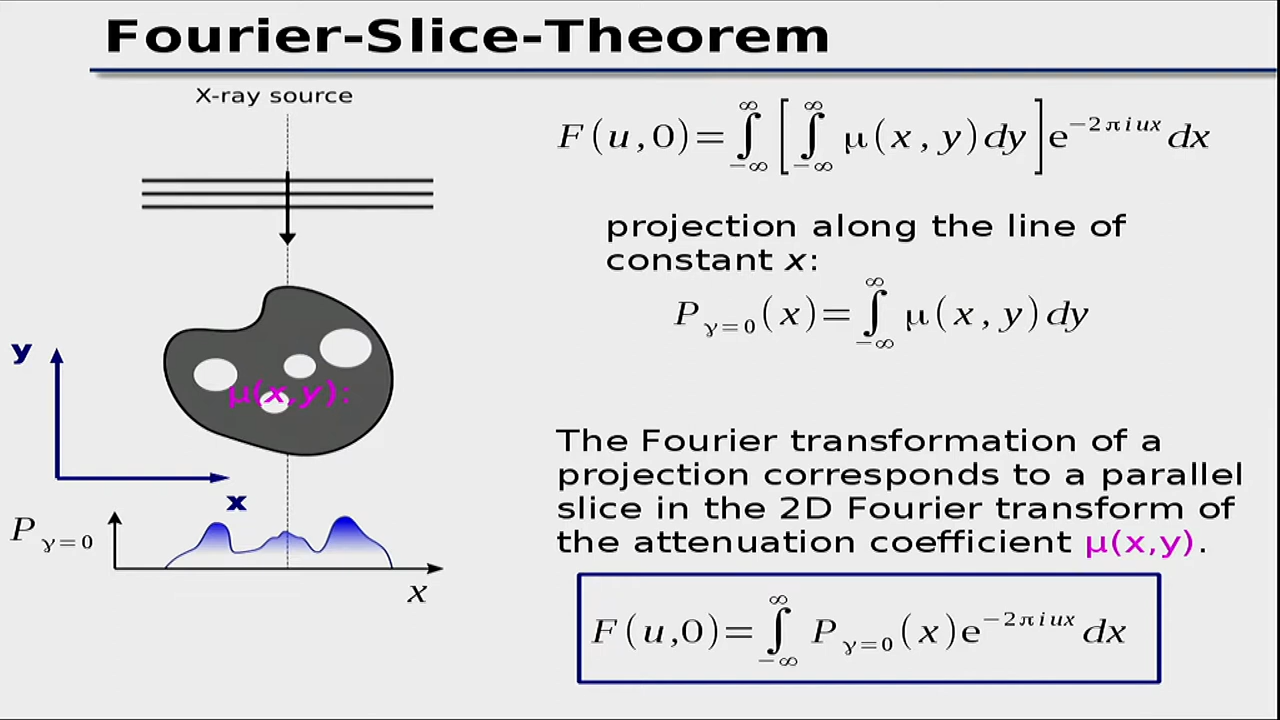 Fourier-Slice-Theorem
X-ray source
F(u,0)=∫_{-∞}^{∞}[∫_{-∞}^{∞} μ(x,y)dy]e^{-2πiux}dx
projection along the line of
constant x:
P_{γ=0}(x)=∫_{-∞}^{∞} μ(x,y)dy
y
μ(x,y):
x
P_{γ=0}
x
The Fourier transformation of a
projection corresponds to a parallel
slice in the 2D Fourier transform of
the attenuation coefficient μ(x,y).
F(u,0)=∫_{-∞}^{∞} P_{γ=0}(x)e^{-2πiux}dx